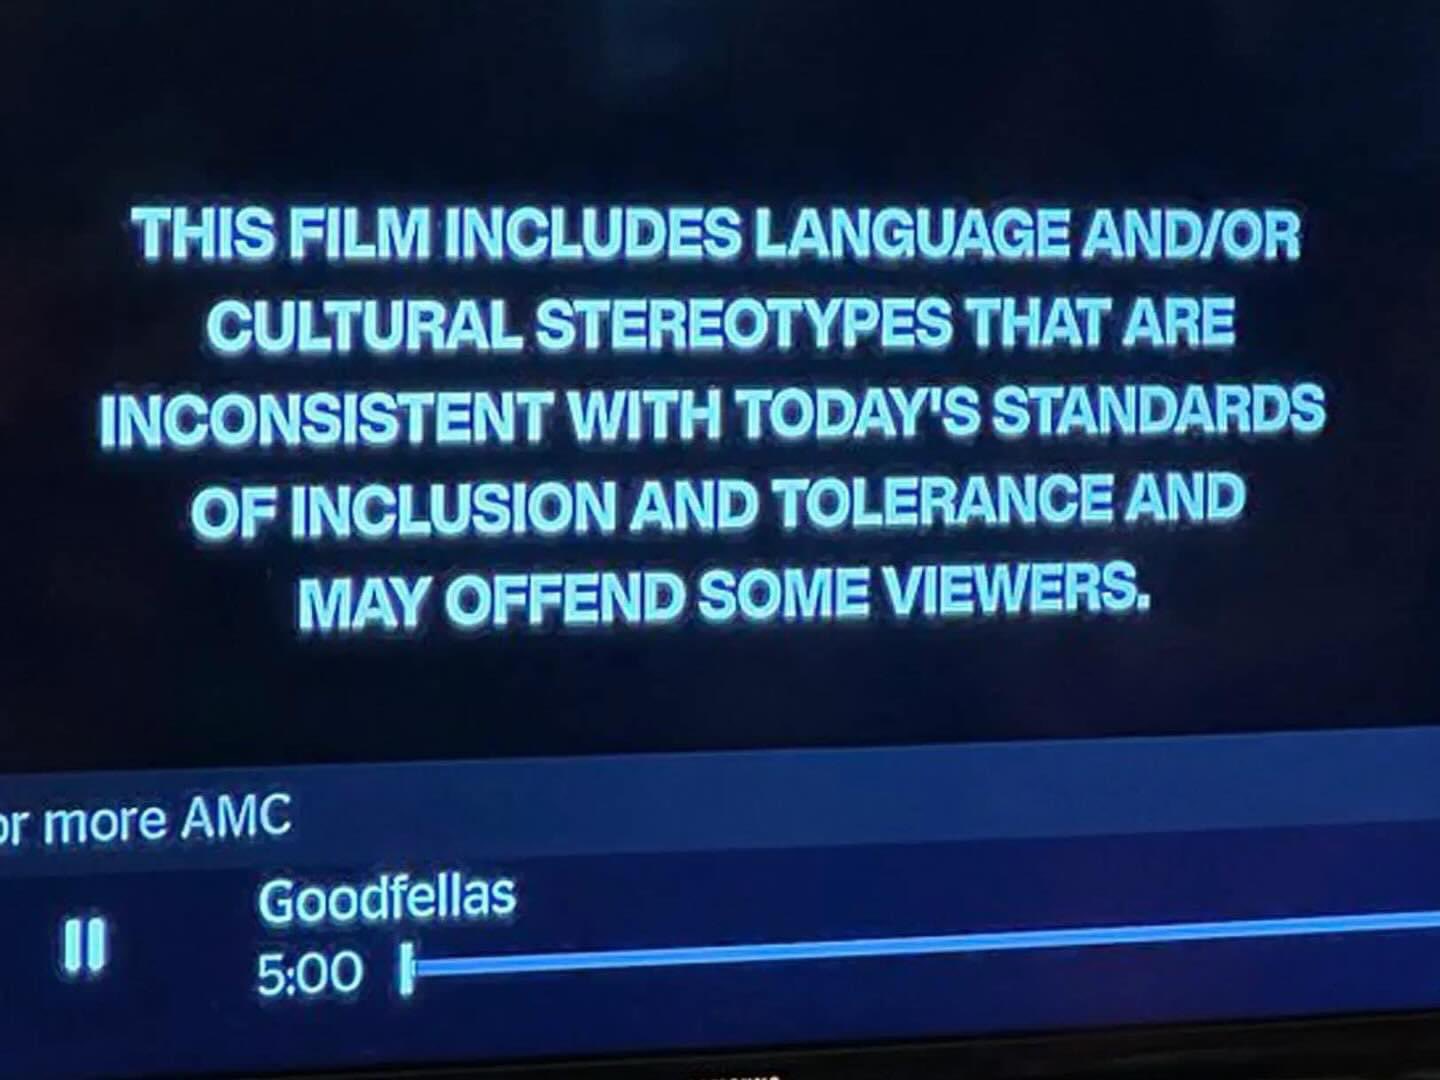 THIS FILM INCLUDES LANGUAGE AND/OR
CULTURAL STEREOTYPES THAT ARE
INCONSISTENT WITH TODAY'S STANDARDS
OF INCLUSION AND TOLERANCE AND
MAY OFFEND SOME VIEWERS.
more AMC
Goodfellas
5:00